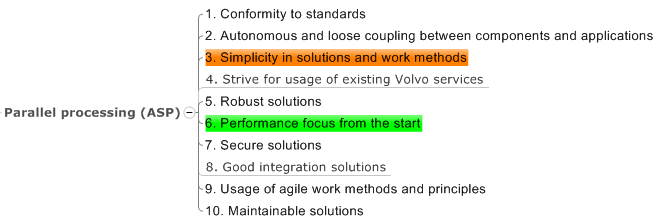 1. Conformity to standards
2. Autonomous and loose coupling between components and applications
3. Simplicity in solutions and work methods
4. Strive for usage of existing Volvo services
5. Robust solutions
Parallel processing (ASP)
6. Performance focus from the start
7. Secure solutions
8. Good integration solutions
9. Usage of agile work methods and principles
10. Maintainable solutions